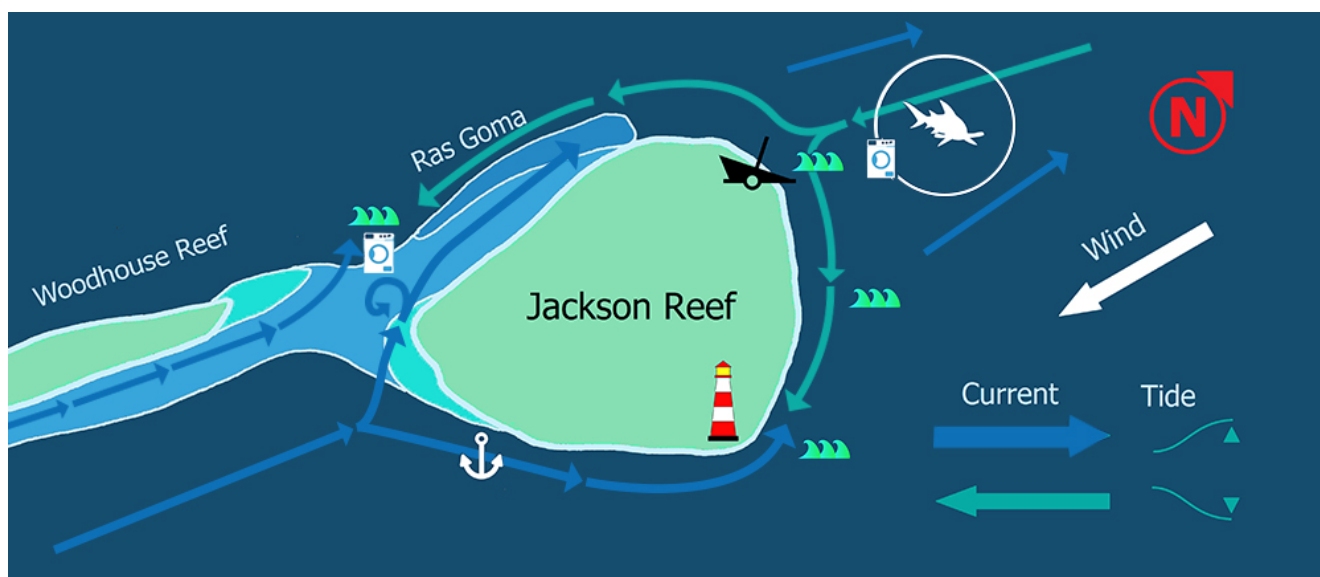 Ras Goma
N
Woodhouse Reef
Wind
Jackson Reef
Current
Tide